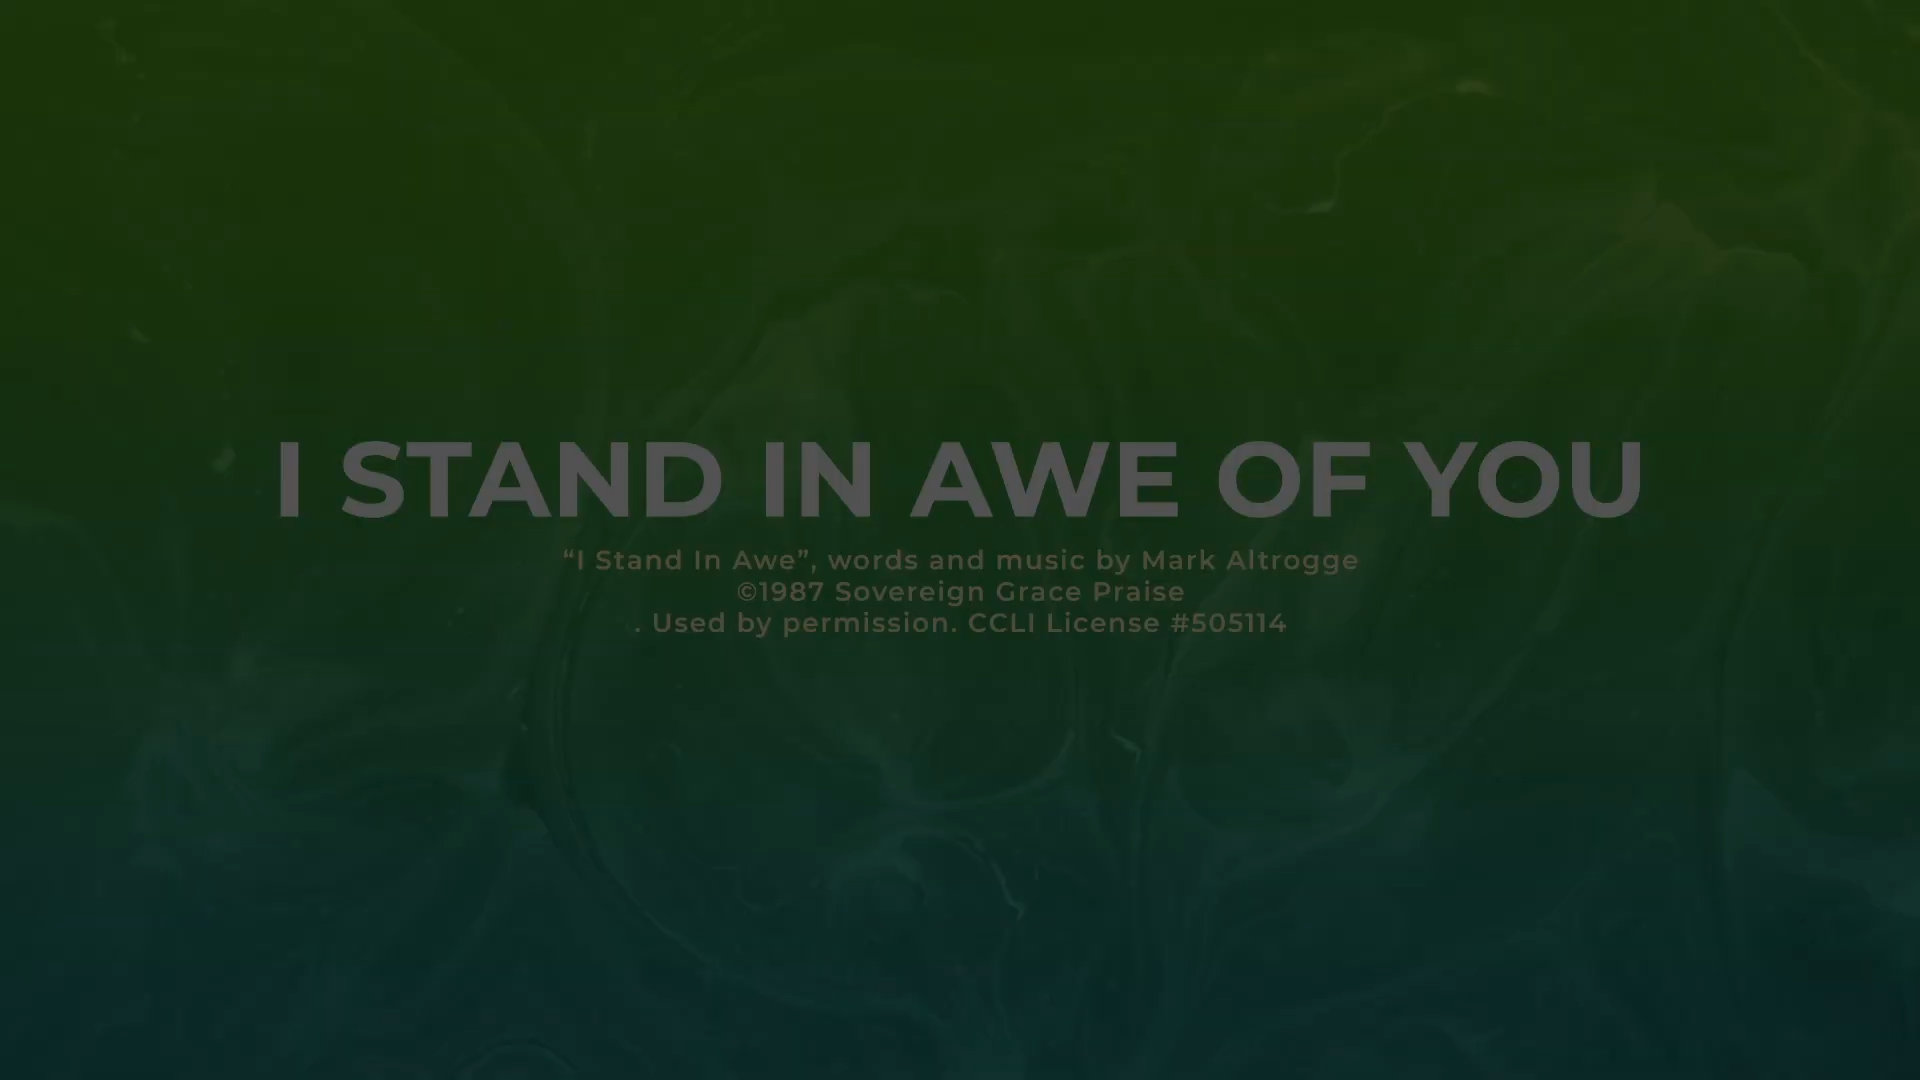 I STAND IN AWE OF YOU
“I Stand In Awe”, words and music by Mark Altrogge
©1987 Sovereign Grace Praise
. Used by permission. CCLI License #505114